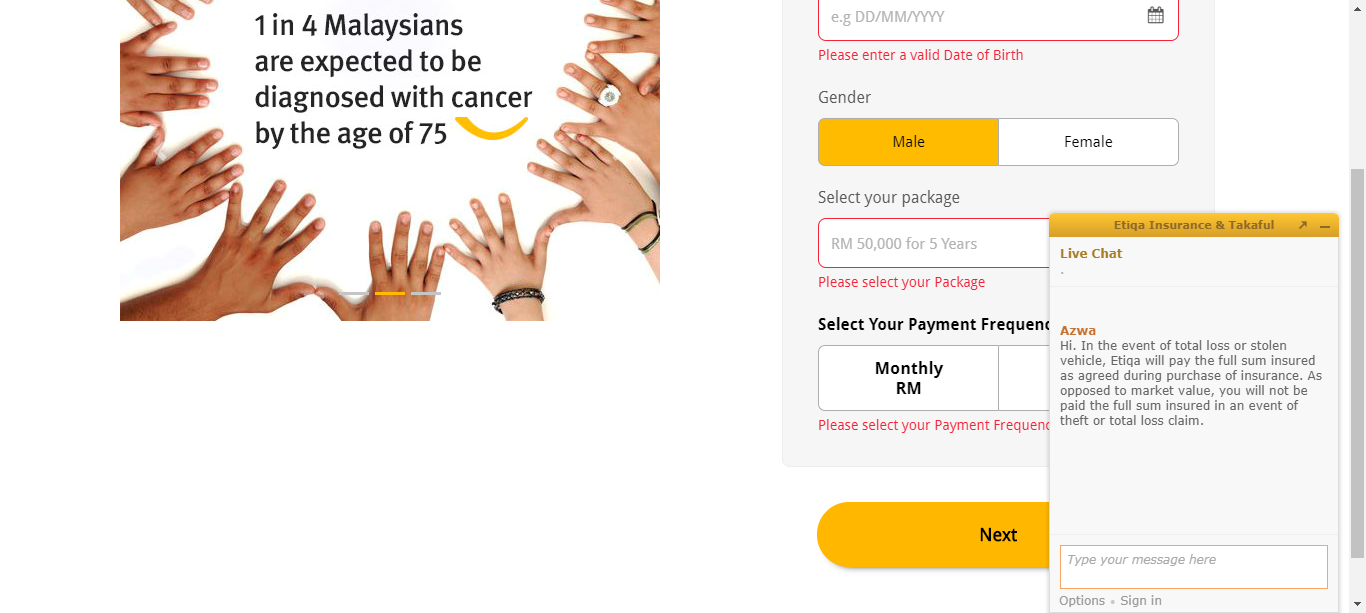 1 in 4 Malaysians
are expected to be
diagnosed with cancer
by the age of 75
e.g DD/MM/YYYY
Please enter a valid Date of Birth
Gender
Male
Female
Select your package
RM 50,000 for 5 Years
Please select your Package
Select Your Payment Frequenc
Monthly
RM
Please select your Payment Frequenc
Next
Etiqa Insurance & Takaful
Live Chat
.
Azwa
Hi. In the event of total loss or stolen
vehicle, Etiqa will pay the full sum insured
as agreed during purchase of insurance. As
opposed to market value, you will not be
paid the full sum insured in an event of
theft or total loss claim.
Type your message here
Options • Sign in